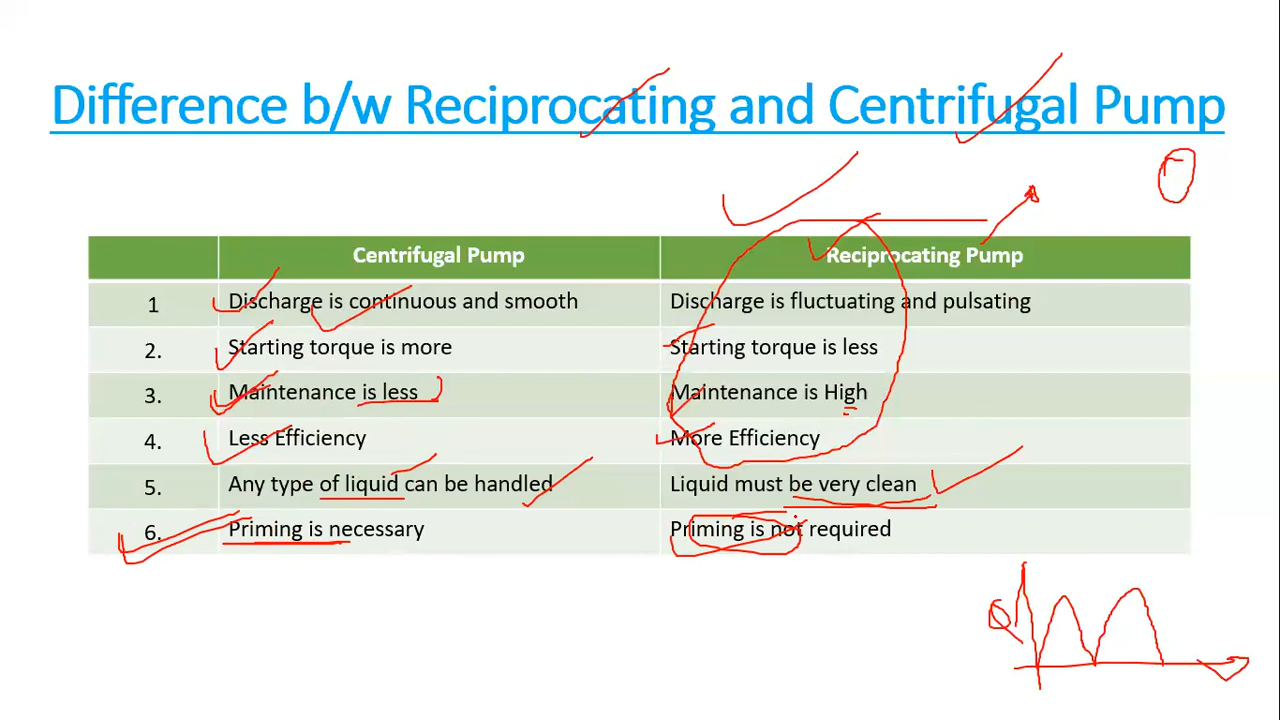 Difference b/w Reciprocating and Centrifugal Pump
Centrifugal Pump Reciprocating Pump
1 Discharge is continuous and smooth Discharge is fluctuating and pulsating
2. Starting torque is more Starting torque is less
3. Maintenance is less Maintenance is High
4. Less Efficiency More Efficiency
5. Any type of liquid can be handled Liquid must be very clean
6. Priming is necessary Priming is not required
Q